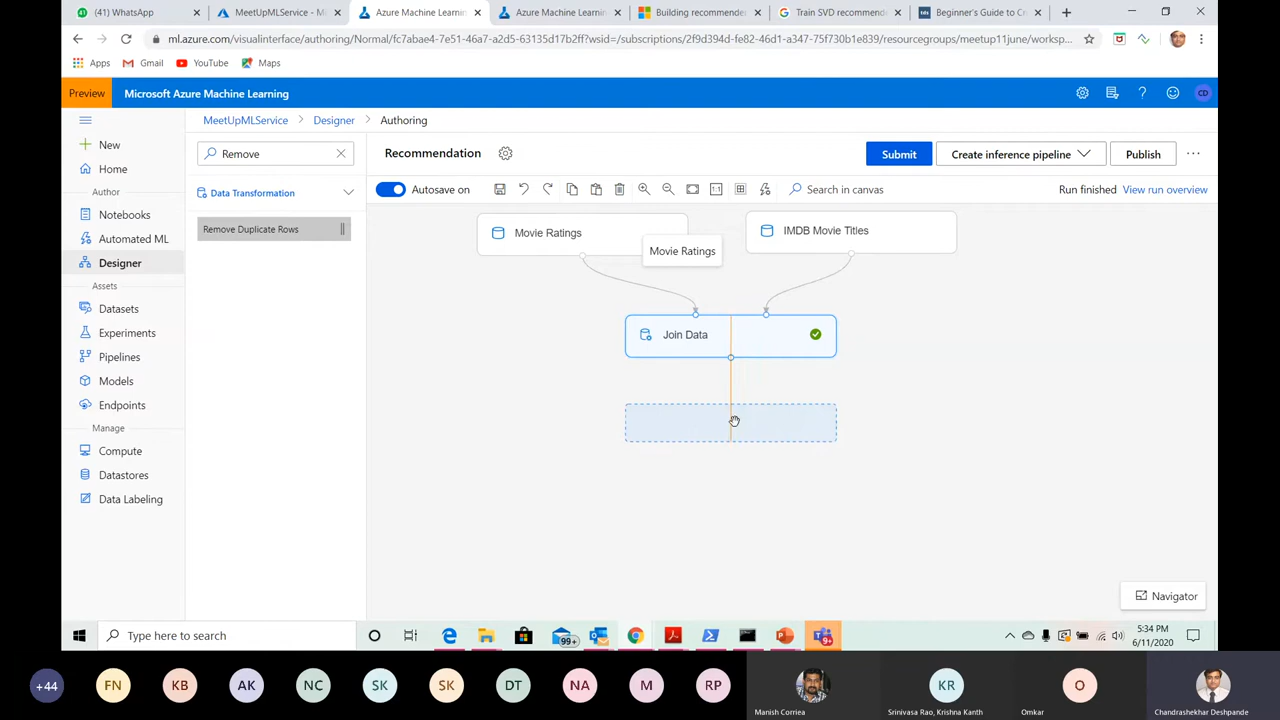 (41) WhatsApp
MeetUpMLService - M
Azure Machine Learnin
Azure Machine Learning
Building recommende
Train SVD recommend
Beginner's Guide to Cr
ml.azure.com/visualinterface/authoring/Normal/fc7abae4-7e51-46a7-a2d5-63135d17b2ff?wsid=/subscriptions/2f9d394d-fe82-46d1-a347-75f730b1e839/resourcegroups/meetup11june/worksp...
Apps
Gmail
YouTube
Maps
Preview
Microsoft Azure Machine Learning
CD
New
Home
Author
Notebooks
Automated ML
Designer
Assets
Datasets
Experiments
Pipelines
Models
Endpoints
Manage
Compute
Datastores
Data Labeling
MeetUpMLService > Designer > Authoring
Remove
Data Transformation
Remove Duplicate Rows
Recommendation
Submit
Create inference pipeline
Publish
Autosave on
Search in canvas
Run finished
View run overview
Movie Ratings
IMDB Movie Titles
Movie Ratings
Join Data
Navigator
Type here to search
99+
9+
5:34 PM
6/11/2020
+44
FN
KB
AK
NC
SK
SK
DT
NA
M
RP
KR
O
Manish Correa
Srinivasa Rao, Krishna Kanth
Omkar
Chandrashekhar Deshpande